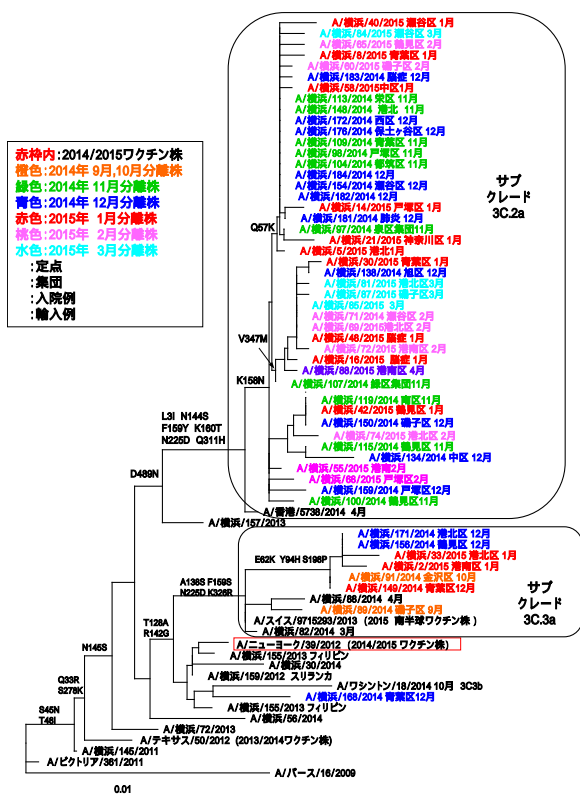 A/横浜/40/2015 瀬谷区 1月
A/横浜/84/2015 瀬谷区 3月
A/横浜/65/2015 鶴見区 2月
A/横浜/8/2015 青葉区 1月
A/横浜/60/2015 磯子区 2月
A/横浜/183/2014 脳症 12月
A/横浜/58/2015中区1月
A/横浜/113/2014 栄区 11月
A/横浜/148/2014 港北 11月
A/横浜/172/2014 西区 12月
A/横浜/176/2014 保土ヶ谷区 12月
A/横浜/109/2014 青葉区 11月
A/横浜/98/2014 戸塚区 11月
A/横浜/104/2014 都筑区 11月
A/横浜/184/2014 12月
A/横浜/154/2014 瀬谷区 12月
A/横浜/182/2014 12月
A/横浜/14/2015 戸塚区 1月
A/横浜/181/2014 肺炎 12月
A/横浜/97/2014 泉区集団11月
A/横浜/21/2015 神奈川区 1月
A/横浜/5/2015 港北1月
A/横浜/30/2015 青葉区 1月
A/横浜/138/2014 旭区 12月
A/横浜/81/2015 港北区3月
A/横浜/87/2015 磯子区3月
A/横浜/85/2015 3月
A/横浜/71/2014 瀬谷区 2月
A/横浜/69/2015港北区 2月
A/横浜/48/2015 脳症 1月
A/横浜/72/2015 港南区 2月
A/横浜/16/2015 脳症 1月
A/横浜/88/2015 港南区 4月
A/横浜/107/2014 緑区集団11月
A/横浜/119/2014 南区11月
A/横浜/42/2015 鶴見区 1月
A/横浜/150/2014 磯子区 12月
A/横浜/74/2015 港北区 2月
A/横浜/115/2014 鶴見区 11月
A/横浜/134/2014 中区 12月
A/横浜/55/2015 港南2月
A/横浜/68/2015 戸塚区2月
A/横浜/159/2014 戸塚区12月
A/横浜/100/2014 鶴見区11月
A/香港/5738/2014 4月
A/横浜/157/2013
サブ
クレード
3C.2a
赤枠内:2014/2015ワクチン株
橙色:2014年 9月,10月分離株
緑色:2014年 11月分離株
青色:2014年 12月分離株
赤色:2015年 1月分離株
桃色:2015年 2月分離株
水色:2015年 3月分離株
:定点
:集団
:入院例
:輸入例
Q57K
V347M
K158N
L3I N144S
F159Y K160T
N225D Q311H
D489N
A/横浜/171/2014 港北区 12月
A/横浜/158/2014 鶴見区 12月
A/横浜/33/2015 港北区 1月
A/横浜/2/2015 港南区 1月
A/横浜/91/2014 金沢区 10月
A/横浜/149/2014 青葉区12月
A/横浜/88/2014 4月
A/横浜/89/2014 磯子区 9月
A/スイス/9715293/2013 (2015 南半球ワクチン株 )
A/横浜/82/2014 3月
サブ
クレード
3C.3a
E62K Y94H S198P
A138S F159S
N225D K326R
T128A
R142G
N145S
Q33R
S278K
S45N
T48I
A/ニューヨーク/39/2012 (2014/2015 ワクチン株)
A/横浜/155/2013 フィリピン
A/横浜/30/2014
A/横浜/159/2012 スリランカ
A/ワシントン/18/2014 10月 3C3b
A/横浜/168/2014 青葉区12月
A/横浜/155/2013 フィリピン
A/横浜/56/2014
A/横浜/72/2013
A/テキサス/50/2012 (2013/2014ワクチン株)
A/横浜/145/2011
A/ビクトリア/361/2011
A/パース/16/2009
0.01